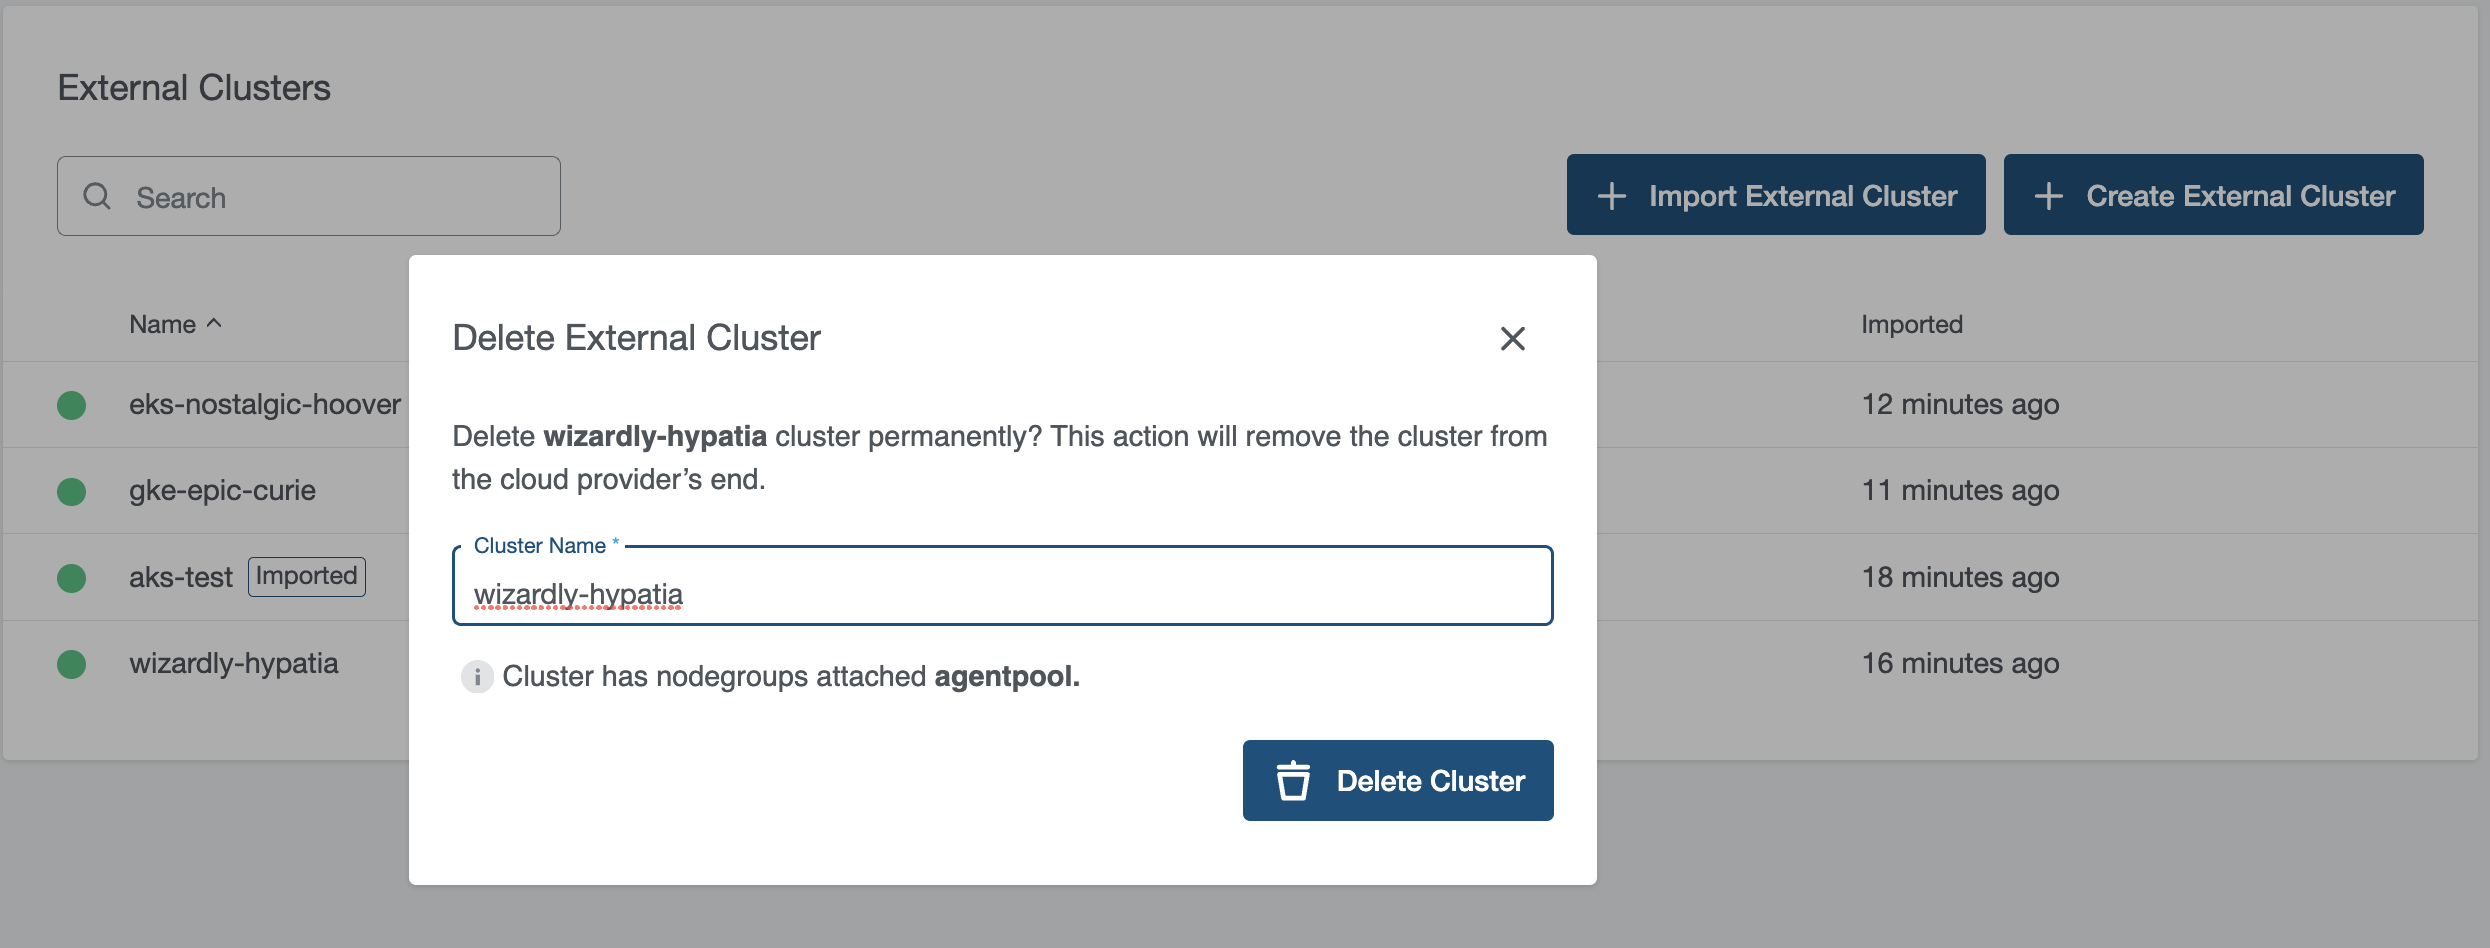 External Clusters
Search
Import External Cluster
Create External Cluster
Name
Imported
eks-nostalgic-hoover
12 minutes ago
gke-epic-curie
11 minutes ago
aks-test Imported
18 minutes ago
wizardly-hypatia
16 minutes ago
Delete External Cluster
Delete wizardly-hypatia cluster permanently? This action will remove the cluster from
the cloud provider’s end.
Cluster Name *
wizardly-hypatia
i Cluster has nodegroups attached agentpool.
Delete Cluster